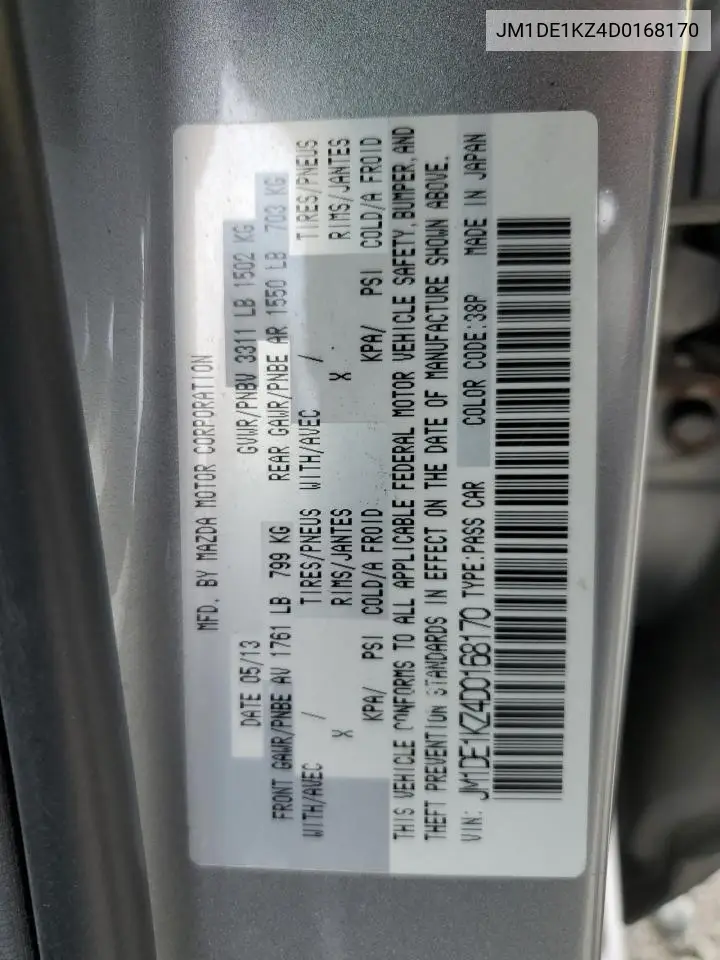 JM1DE1KZ4D0168170
MFD. BY MAZDA MOTOR CORPORATION
DATE 05/13 GVWR/PNBV 3311 LB 1502 KG
FRONT GAWR/PNBE AV 1761 LB 799 KG REAR GAWR/PNBE AR 1550 LB 703 KG
WITH/AVEC / TIRES/PNEUS WITH/AVEC / TIRES/PNEUS
X RIMS/JANTES X RIMS/JANTES
KPA/ PSI COLD/A FROID KPA/ PSI COLD/A FROID
THIS VEHICLE CONFORMS TO ALL APPLICABLE FEDERAL MOTOR VEHICLE SAFETY, BUMPER, AND
THEFT PREVENTION STANDARDS IN EFFECT ON THE DATE OF MANUFACTURE SHOWN ABOVE.
VIN: JM1DE1KZ4D0168170 TYPE:PASS CAR COLOR CODE:38P MADE IN JAPAN